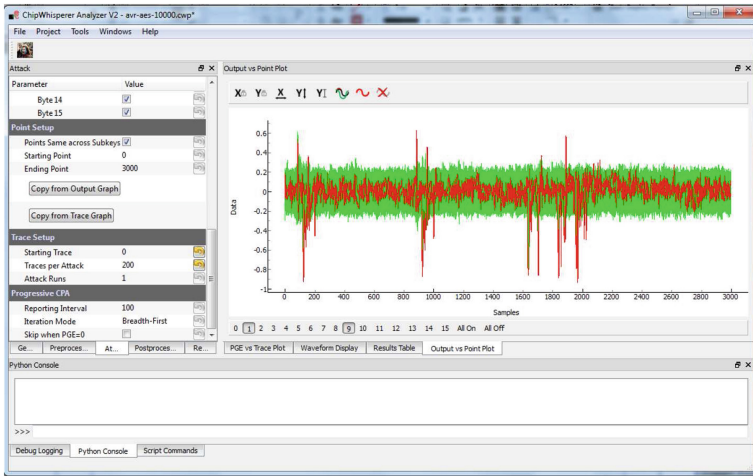 ChipWhisperer Analyzer V2 - avr-aes-10000.cwp*
File Project Tools Windows Help
Attack
Parameter Value
Byte 14
Byte 15
Point Setup
Points Same across Subkeys
Starting Point 0
Ending Point 3000
Copy from Output Graph
Copy from Trace Graph
Trace Setup
Starting Trace 0
Traces per Attack 200
Attack Runs 1
Progressive CPA
Reporting Interval 100
Iteration Mode Breadth-First
Skip when PGE=0
Ge... Preproces... At... Postproces... Re...
Output vs Point Plot
X Y X Y Y
0.6
0.4
0.2
0
-0.2
-0.4
-0.6
-0.8
-1
Data
0 200 400 600 800 1000 1200 1400 1600 1800 2000 2200 2400 2600 2800 3000
Samples
0 1 2 3 4 5 6 7 8 9 10 11 12 13 14 15 All On All Off
PGE vs Trace Plot Waveform Display Results Table Output vs Point Plot
Python Console
>>>
Debug Logging Python Console Script Commands